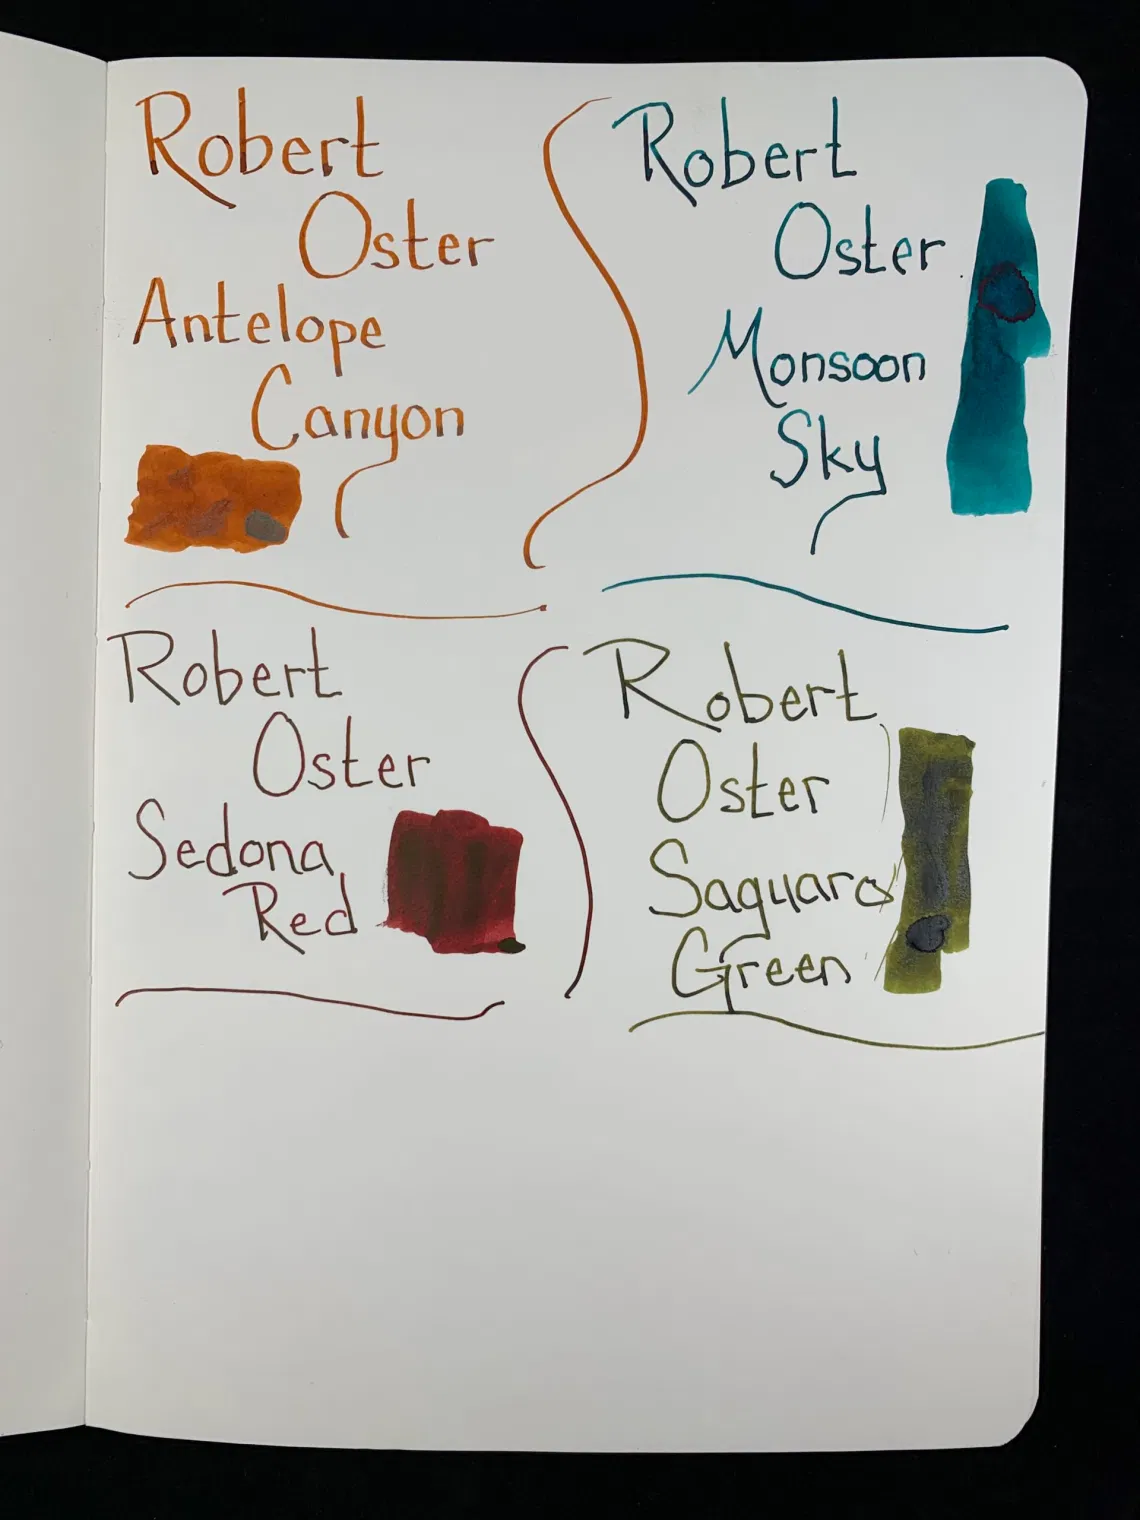 Robert
Oster
Antelope
Canyon
Robert
Oster
Monsoon
Sky
Robert
Oster
Sedona
Red
Robert
Oster
Saguaro
Green